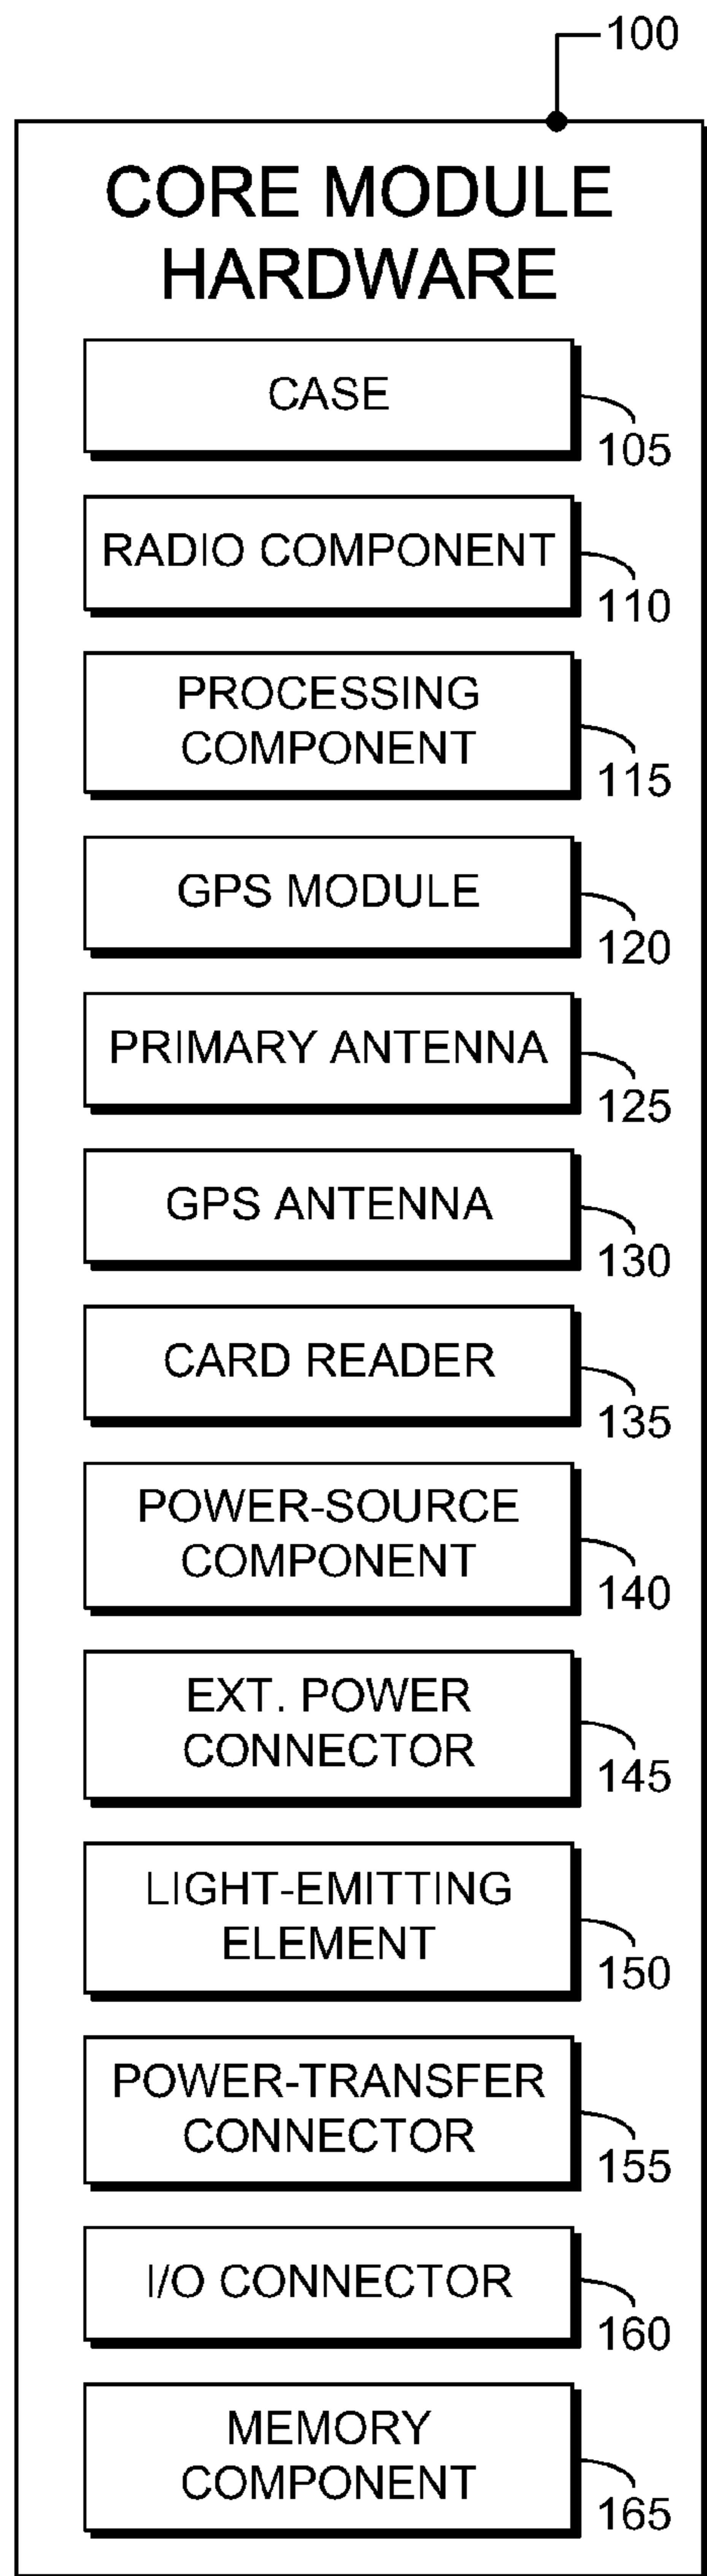 100
CORE MODULE
HARDWARE
CASE
105
RADIO COMPONENT
110
PROCESSING
COMPONENT
115
GPS MODULE
120
PRIMARY ANTENNA
125
GPS ANTENNA
130
CARD READER
135
POWER-SOURCE
COMPONENT
140
EXT. POWER
CONNECTOR
145
LIGHT-EMITTING
ELEMENT
150
POWER-TRANSFER
CONNECTOR
155
I/O CONNECTOR
160
MEMORY
COMPONENT
165